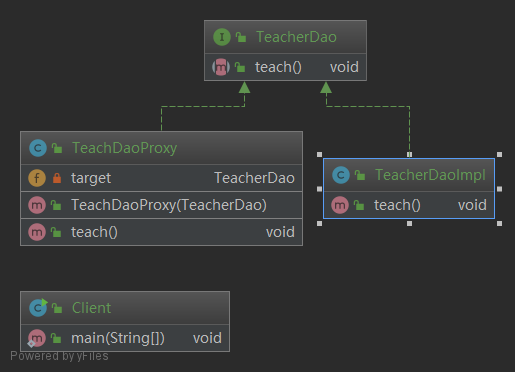 TeacherDao
teach() void
TeachDaoProxy
target TeacherDao
TeachDaoProxy(TeacherDao)
teach() void
TeacherDaoImpl
teach() void
Client
main(String[]) void
Powered by yFiles